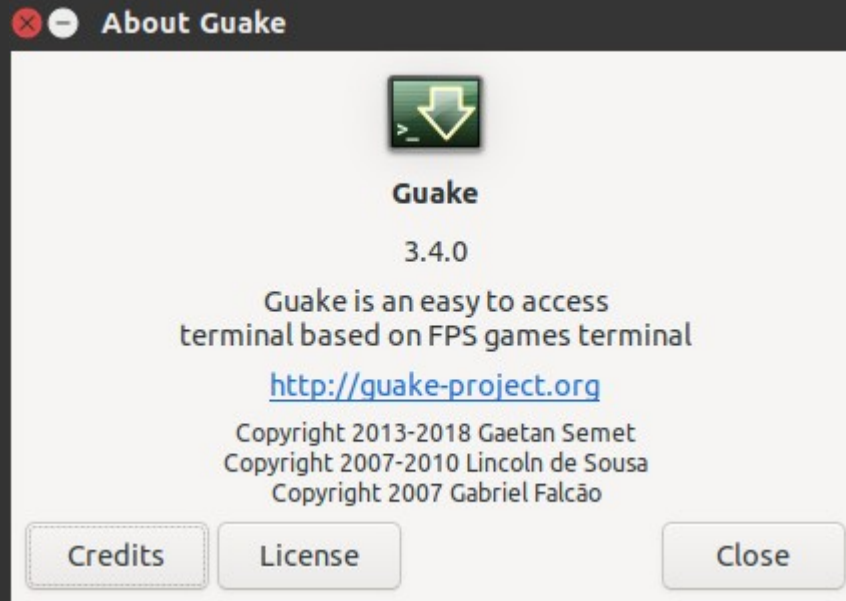 About Guake
>_
Guake
3.4.0
Guake is an easy to access
terminal based on FPS games terminal
http://guake-project.org
Copyright 2013-2018 Gaetan Semet
Copyright 2007-2010 Lincoln de Sousa
Copyright 2007 Gabriel Falcão
Credits License Close